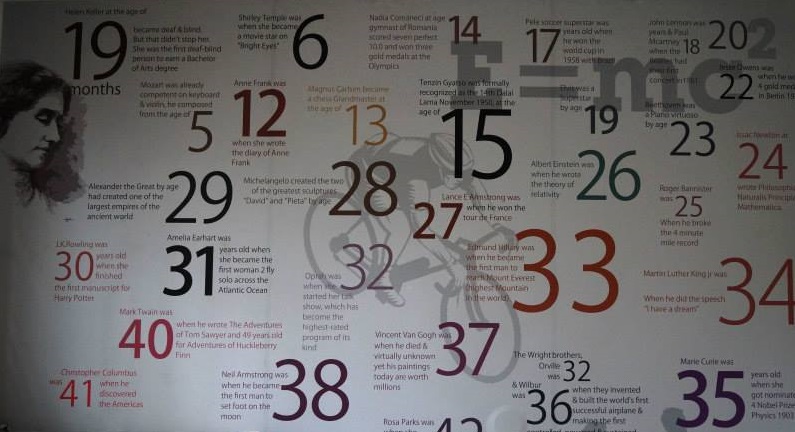 Helen Keller at the age of
19
months
became deaf & blind.
But that didn't stop her.
She was the first deaf-blind
person to earn a Bachelor
of Arts degree
Shirley Temple was
when she became
a movie star on
"Bright Eyes"
6
Nadia Comaneci at age
gymnast of Romania
scored seven perfect
10.0 and won three
gold medals at the
Olympics
14
Pele soccer superstar was
17
years old when
he won the
world cup in
1958 with
John Lennon was
years & Paul
Mcartney
when the
18
20
had
their first
concert
F=mc²
Jesse Owens was
22
when he w
4 gold med
in Berlin 19
Mozart was already
competent on keyboard
& violin, he composed
from the age of
5
Anne Frank was
12
when she wrote
the diary of Anne
Frank
Magnus Carlsen became
a chess Grandmaster at
the age of
13
Tenzin Gyatso was formally
recognized as the 14th Dalai
Lama November 1950, at the
age of
15
was a
superstar
by age
19
Beethoven was
a Piano virtuoso
by age
23
Isaac Newton at
24
wrote Philosophiæ
Naturalis Principia
Mathematica
Alexander the Great by age
had created one of the
largest empires of the
ancient world
29
Michelangelo created the two
of the greatest sculptures
"David" and "Pieta" by age
28
Albert Einstein was
when he wrote
the theory of
relativity
26
Roger Bannister
was
25
When he broke
the 4 minute
mile record
Lance E Armstrong was
27
when he won the
tour de France
J.K.Rowling was
30
years old
when she
finished
the first manuscript for
Harry Potter
Amelia Earhart was
31
years old when
she became the
first woman 2 fly
solo across the
Atlantic Ocean
Oprah was
32
when
started her talk
show, which has
become the
highest-rated
program of its
kind
Edmund Hillary was
when he became
the first man to
reach Mount Everest
(highest Mountain
in the world)
33
Martin Luther King Jr was
34
When he did the speech
"I have a dream"
Mark Twain was
40
when he wrote The Adventures
of Tom Sawyer and 49 years old
for Adventures of Huckleberry
Finn
Vincent Van Gogh was
when he died &
virtually unknown
yet his paintings
today are worth
millions
37
Christopher Columbus
was
41
when he
discovered
the Americas
Neil Armstrong was
when he became
the first man to
set foot on the
moon
38
The Wright brothers,
Orville
was
32
& Wilbur
was
36
when they invented
& built the world's first
successful airplane &
making the first
Marie Curie was
35
years old
when she
got nominate
4 Nobel Prize
Physics 1903
Rosa Parks was